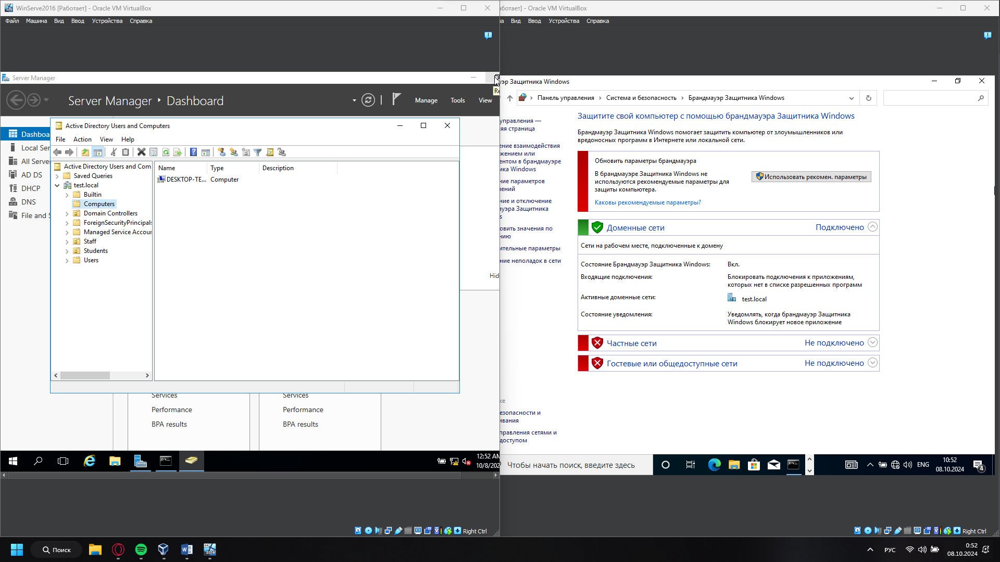 WinServe2016 [Работает] - Oracle VM VirtualBox
Файл Машина Вид Ввод Устройства Справка
Server Manager
Server Manager
Dashboard
Manage Tools View
Dashboa
Local Ser
All Serve
AD DS
DHCP
DNS
File and S
Active Directory Users and Computers
File Action View Help
Active Directory Users and Com
Saved Queries
test.local
Builtin
Computers
Domain Controllers
ForeignSecurityPrincipals
Managed Service Accour
Staff
Students
Users
Name Type Description
DESKTOP-TE... Computer
Hid
Services
Performance
BPA results
Services
Performance
BPA results
12:52 AM
10/8/202
Right Ctrl
аботает] - Oracle VM VirtualBox
на Вид Ввод Устройства Справка
уэр Защитника Windows
Панель управления
Система и безопасность
Брандмауэр Защитника Windows
управления —
яя страница
ение взаимодействия
жением или
ентом в брандмауэре
ика Windows
ние параметров
ений
ние и отключение
ауэра Защитника
s
овить значения по
нию
ительные параметры
ние неполадок в сети
же
езопасности и
ивания
правления сетями и
доступом
Защитите свой компьютер с помощью брандмауэра Защитника Windows
Брандмауэр Защитника Windows помогает защитить компьютер от злоумышленников или
вредоносных программ в Интернете или локальной сети.
Обновить параметры брандмауэра
В брандмауэре Защитника Windows не
используются рекомендуемые параметры для
защиты компьютера.
Использовать рекомен. параметры
Каковы рекомендуемые параметры?
Доменные сети Подключено
Сети на рабочем месте, подключенные к домену
Состояние Брандмауэр Защитника Windows: Вкл.
Входящие подключения: Блокировать подключения к приложениям,
которых нет в списке разрешенных программ
Активные доменные сети: test.local
Состояние уведомления: Уведомлять, когда брандмауэр Защитника
Windows блокирует новое приложение
Частные сети Не подключено
Гостевые или общедоступные сети Не подключено
Чтобы начать поиск, введите здесь
ENG
10:52
08.10.2024
4
Right Ctrl
Поиск
РУС
0:52
08.10.2024